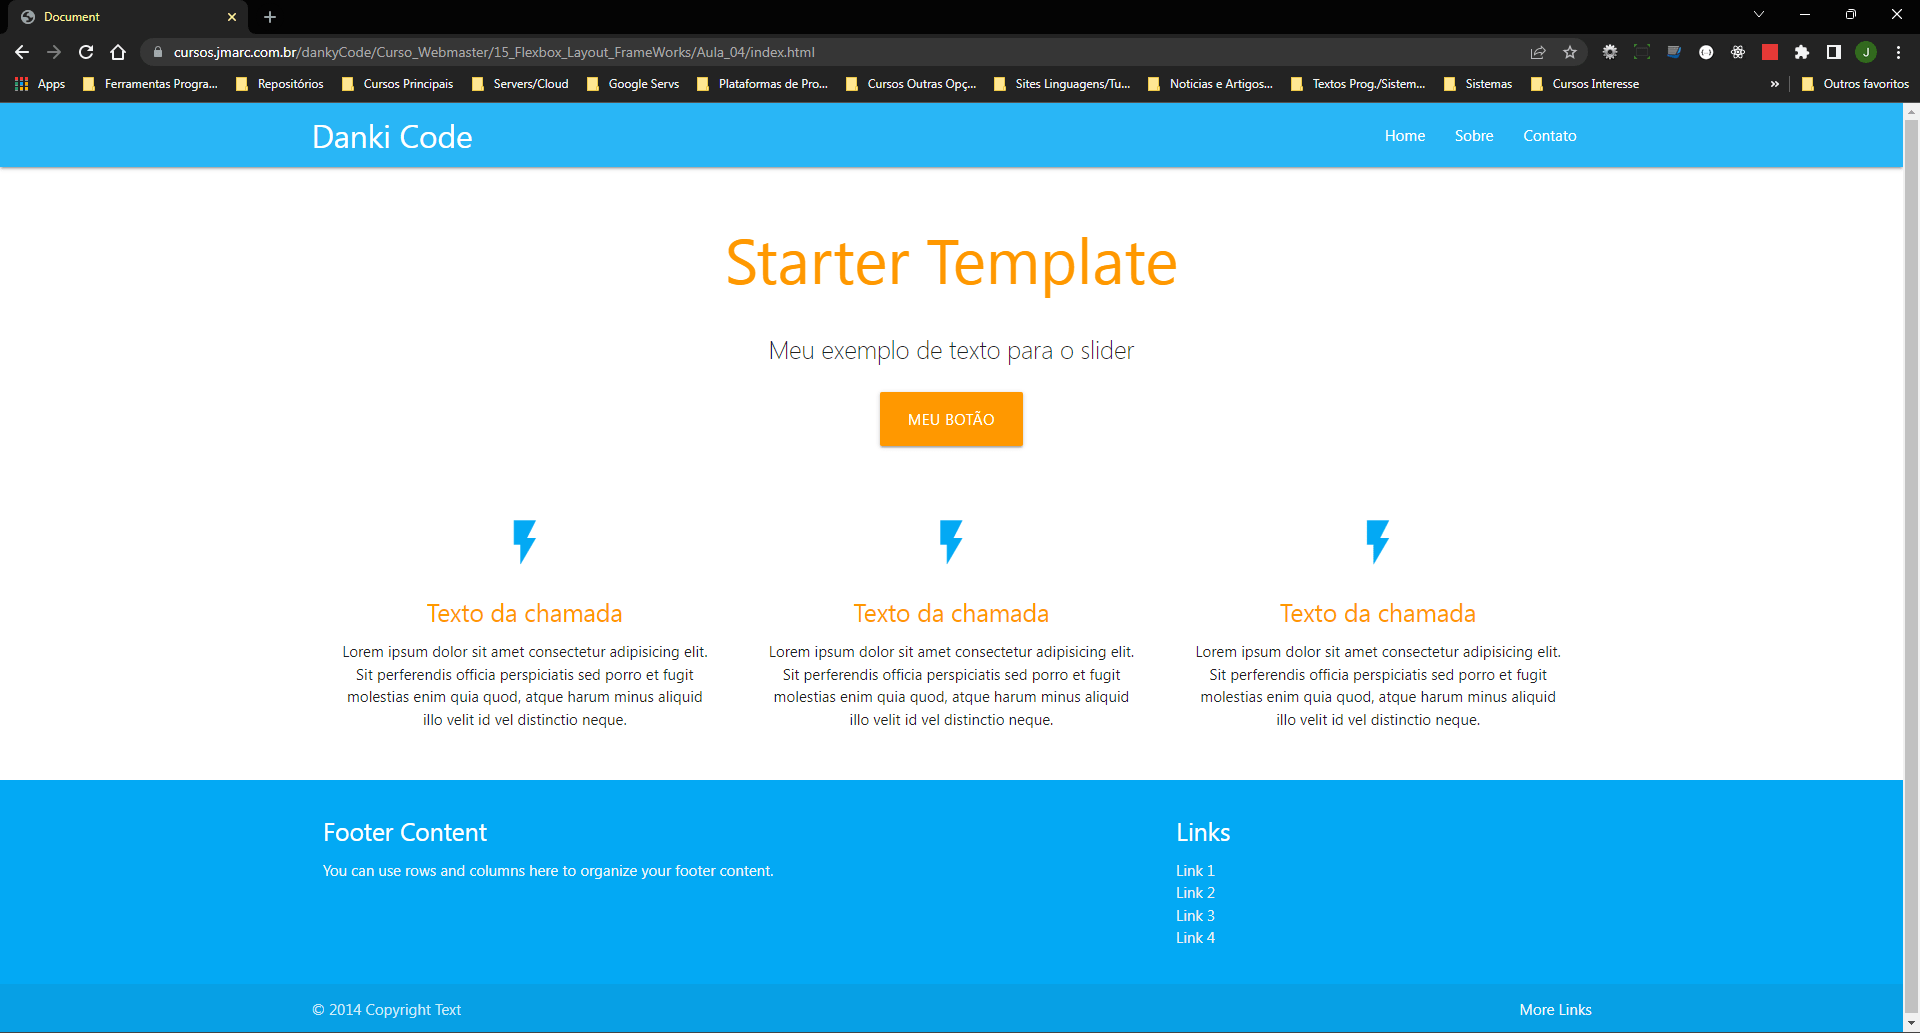 Document
cursos.jmarc.com.br/dankyCode/Curso_Webmaster/15_Flexbox_Layout_FrameWorks/Aula_04/index.html
J
Apps Ferramentas Progra... Repositórios Cursos Principais Servers/Cloud Google Servs Plataformas de Pro... Cursos Outras Opç... Sites Linguagens/Tu... Noticias e Artigos... Textos Prog./Sistem... Sistemas Cursos Interesse » Outros favoritos
Danki Code Home Sobre Contato
Starter Template
Meu exemplo de texto para o slider
MEU BOTÃO
Texto da chamada
Lorem ipsum dolor sit amet consectetur adipisicing elit.
Sit perferendis officia perspiciatis sed porro et fugit
molestias enim quia quod, atque harum minus aliquid
illo velit id vel distinctio neque.
Texto da chamada
Lorem ipsum dolor sit amet consectetur adipisicing elit.
Sit perferendis officia perspiciatis sed porro et fugit
molestias enim quia quod, atque harum minus aliquid
illo velit id vel distinctio neque.
Texto da chamada
Lorem ipsum dolor sit amet consectetur adipisicing elit.
Sit perferendis officia perspiciatis sed porro et fugit
molestias enim quia quod, atque harum minus aliquid
illo velit id vel distinctio neque.
Footer Content
You can use rows and columns here to organize your footer content.
Links
Link 1
Link 2
Link 3
Link 4
© 2014 Copyright Text More Links